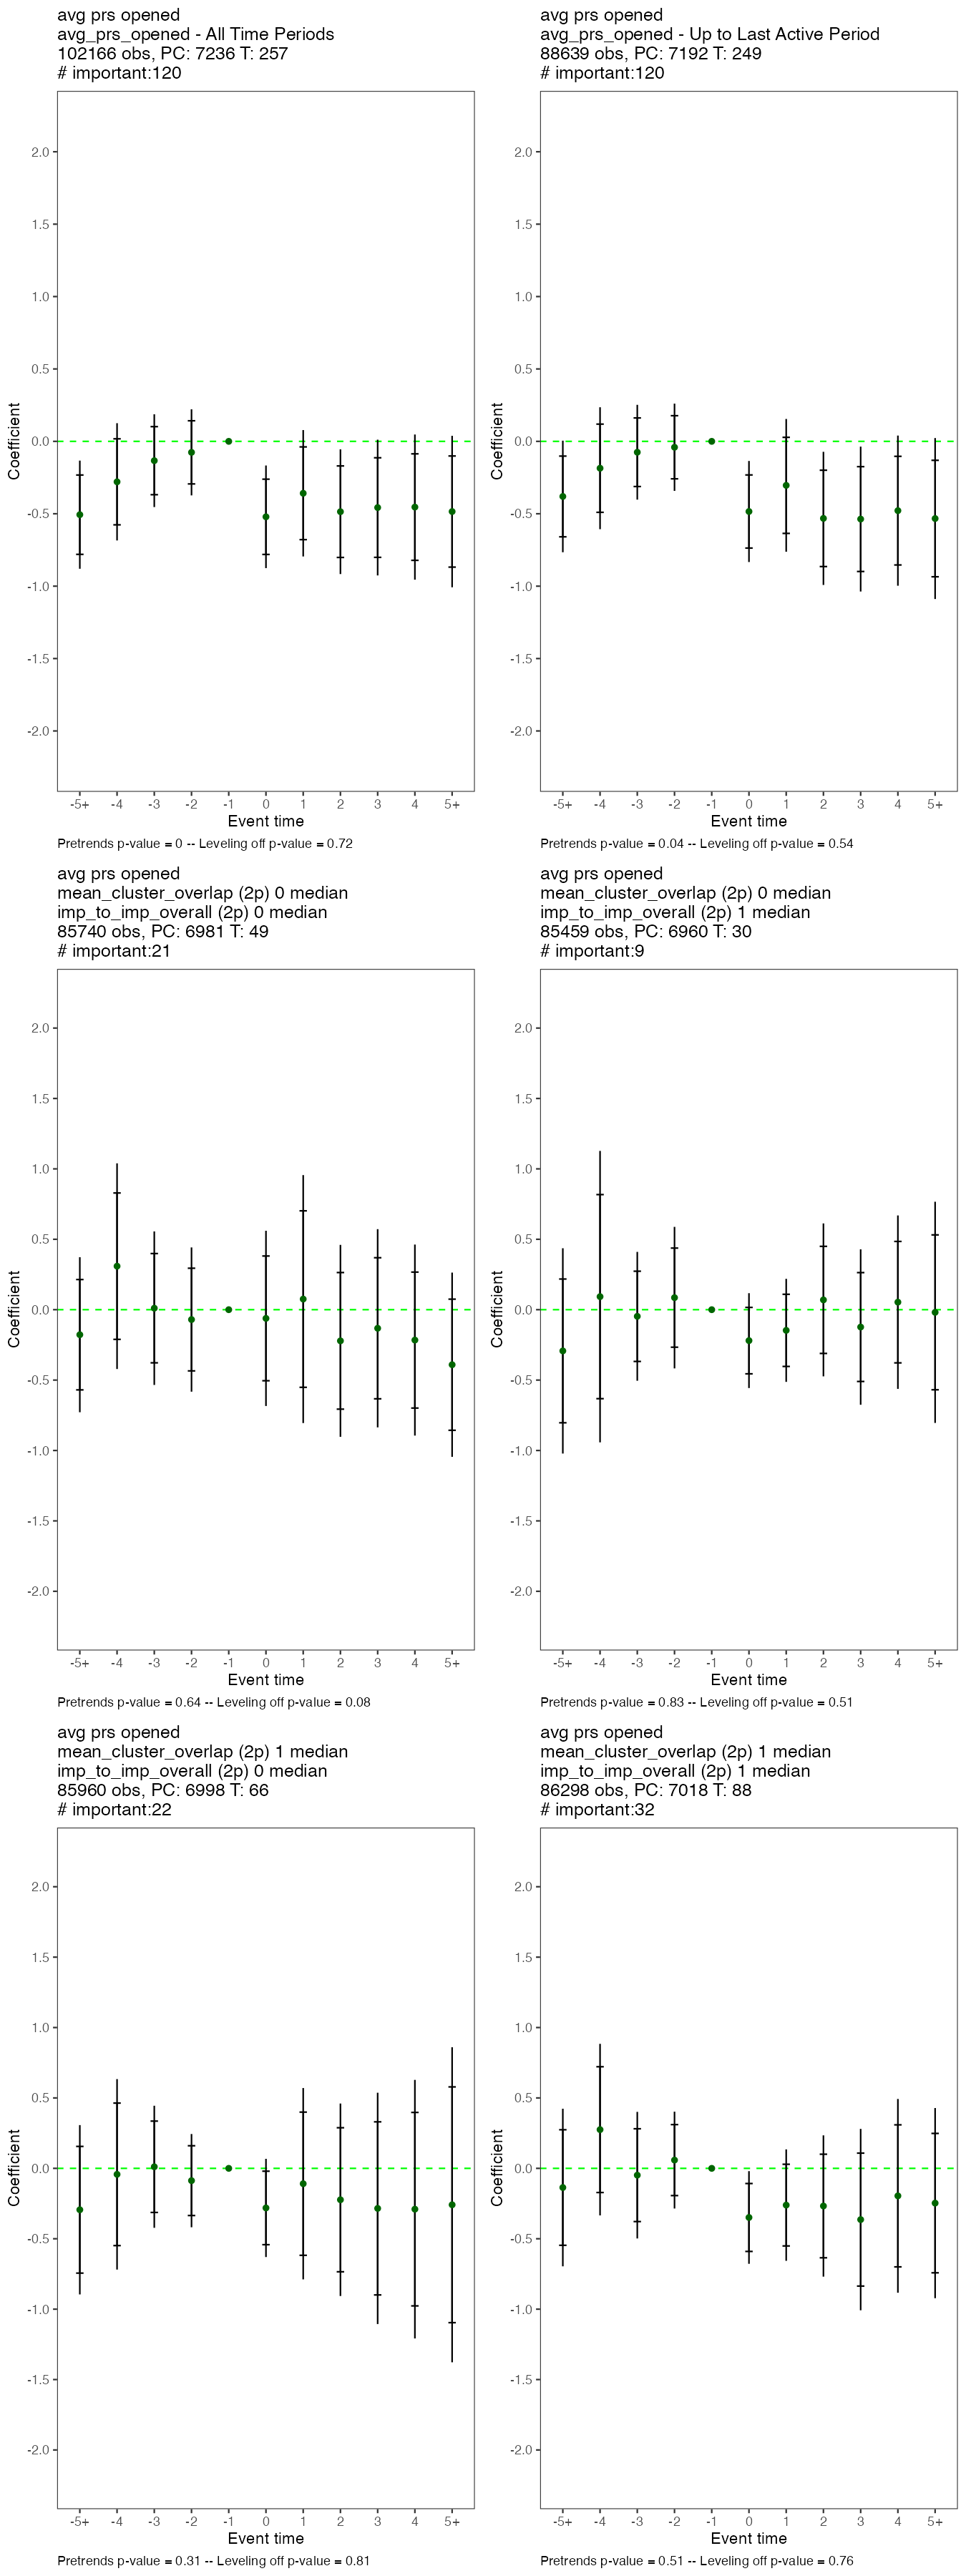 avg prs opened
avg_prs_opened - All Time Periods
102166 obs, PC: 7236 T: 257
# important:120
2.0
1.5
1.0
0.5
0.0
-0.5
-1.0
-1.5
-2.0
Coefficient
-5+ -4 -3 -2 -1 0 1 2 3 4 5+
Event time
Pretrends p-value = 0 -- Leveling off p-value = 0.72
avg prs opened
avg_prs_opened - Up to Last Active Period
88639 obs, PC: 7192 T: 249
# important:120
2.0
1.5
1.0
0.5
0.0
-0.5
-1.0
-1.5
-2.0
Coefficient
-5+ -4 -3 -2 -1 0 1 2 3 4 5+
Event time
Pretrends p-value = 0.04 -- Leveling off p-value = 0.54
avg prs opened
mean_cluster_overlap (2p) 0 median
imp_to_imp_overall (2p) 0 median
85740 obs, PC: 6981 T: 49
# important:21
2.0
1.5
1.0
0.5
0.0
-0.5
-1.0
-1.5
-2.0
Coefficient
-5+ -4 -3 -2 -1 0 1 2 3 4 5+
Event time
Pretrends p-value = 0.64 -- Leveling off p-value = 0.08
avg prs opened
mean_cluster_overlap (2p) 0 median
imp_to_imp_overall (2p) 1 median
85459 obs, PC: 6960 T: 30
# important:9
2.0
1.5
1.0
0.5
0.0
-0.5
-1.0
-1.5
-2.0
Coefficient
-5+ -4 -3 -2 -1 0 1 2 3 4 5+
Event time
Pretrends p-value = 0.83 -- Leveling off p-value = 0.51
avg prs opened
mean_cluster_overlap (2p) 1 median
imp_to_imp_overall (2p) 0 median
85960 obs, PC: 6998 T: 66
# important:22
2.0
1.5
1.0
0.5
0.0
-0.5
-1.0
-1.5
-2.0
Coefficient
-5+ -4 -3 -2 -1 0 1 2 3 4 5+
Event time
Pretrends p-value = 0.31 -- Leveling off p-value = 0.81
avg prs opened
mean_cluster_overlap (2p) 1 median
imp_to_imp_overall (2p) 1 median
86298 obs, PC: 7018 T: 88
# important:32
2.0
1.5
1.0
0.5
0.0
-0.5
-1.0
-1.5
-2.0
Coefficient
-5+ -4 -3 -2 -1 0 1 2 3 4 5+
Event time
Pretrends p-value = 0.51 -- Leveling off p-value = 0.76